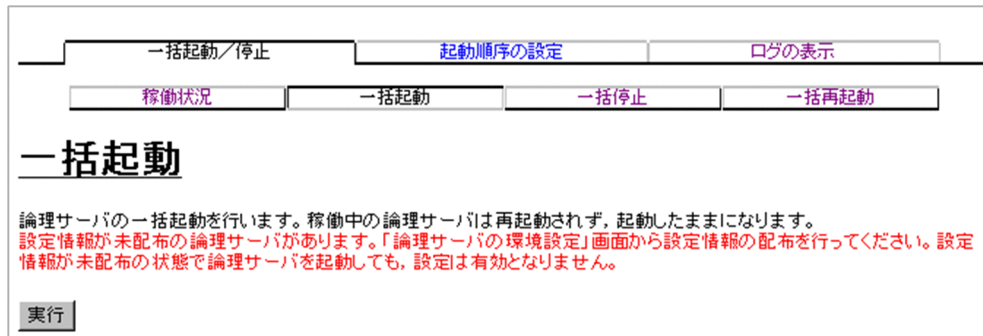 一括起動／停止 起動順序の設定 ログの表示
稼働状況 一括起動 一括停止 一括再起動
一括起動
論理サーバの一括起動を行います。稼働中の論理サーバは再起動されず，起動したままになります。
設定情報が未配布の論理サーバがあります。「論理サーバの環境設定」画面から設定情報の配布を行ってください。設定
情報が未配布の状態で論理サーバを起動しても，設定は有効となりません。
実行